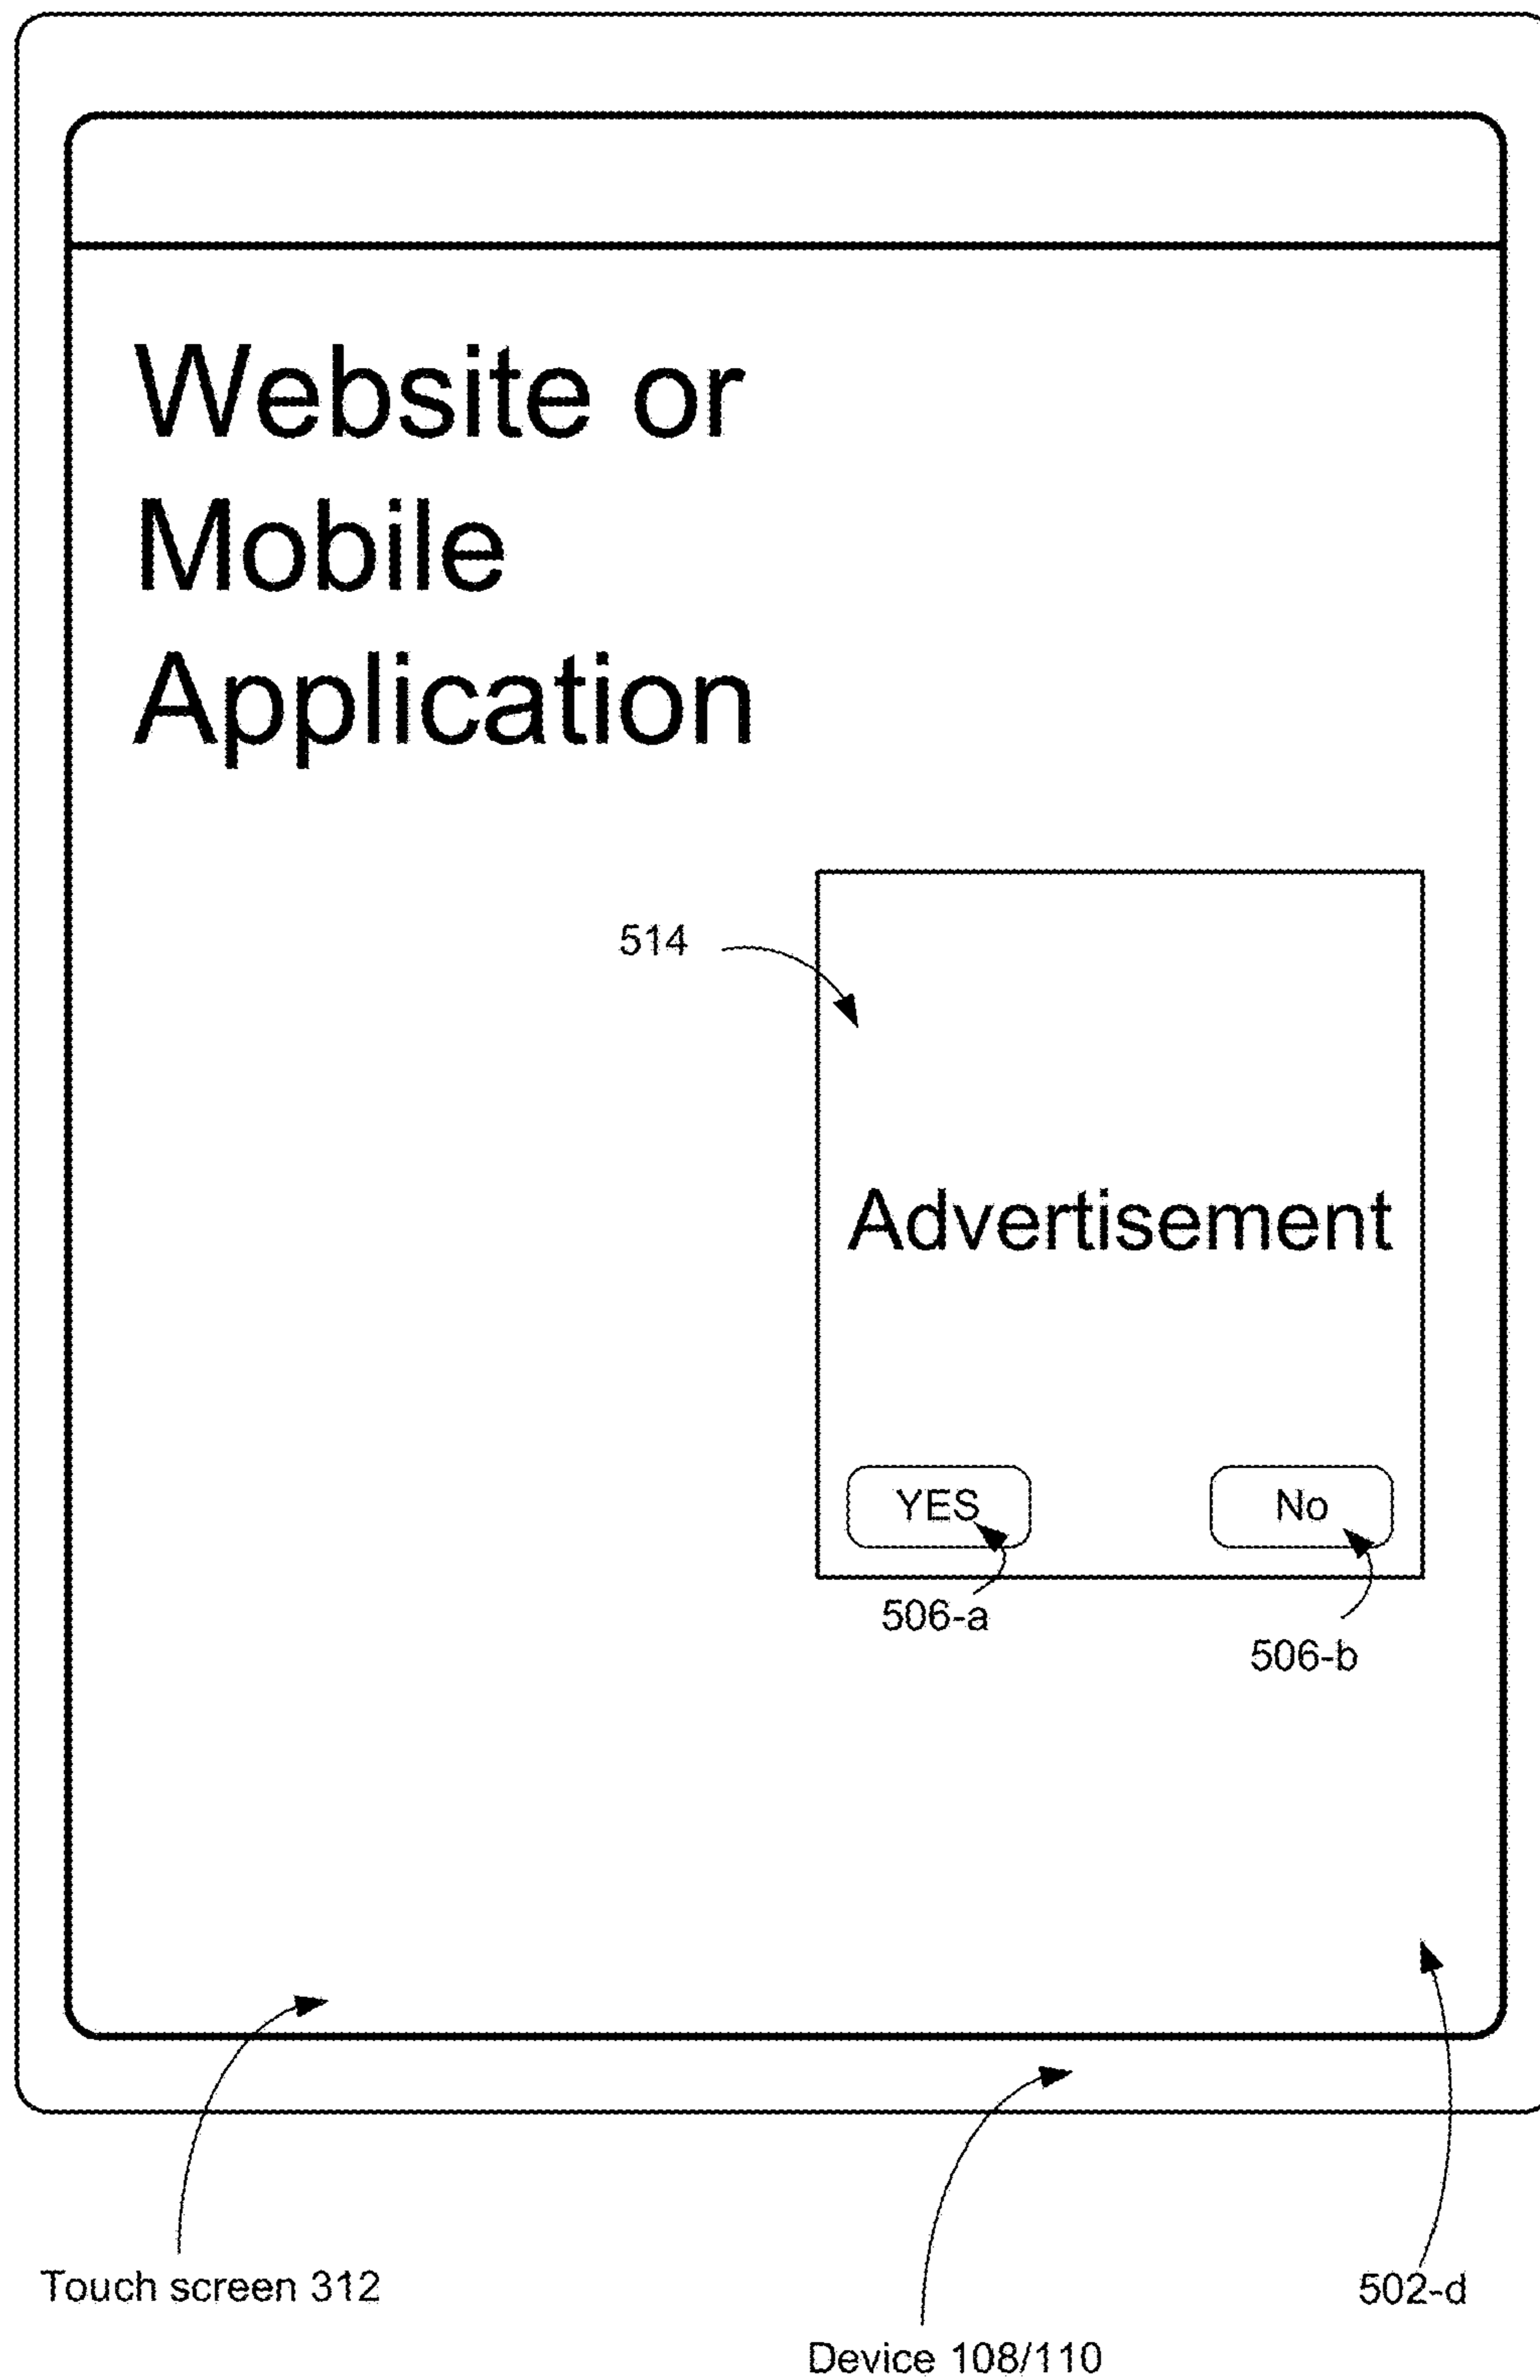 Website or
Mobile
Application
514
Advertisement
YES
No
506-a
506-b
Touch screen 312
502-d
Device 108/110